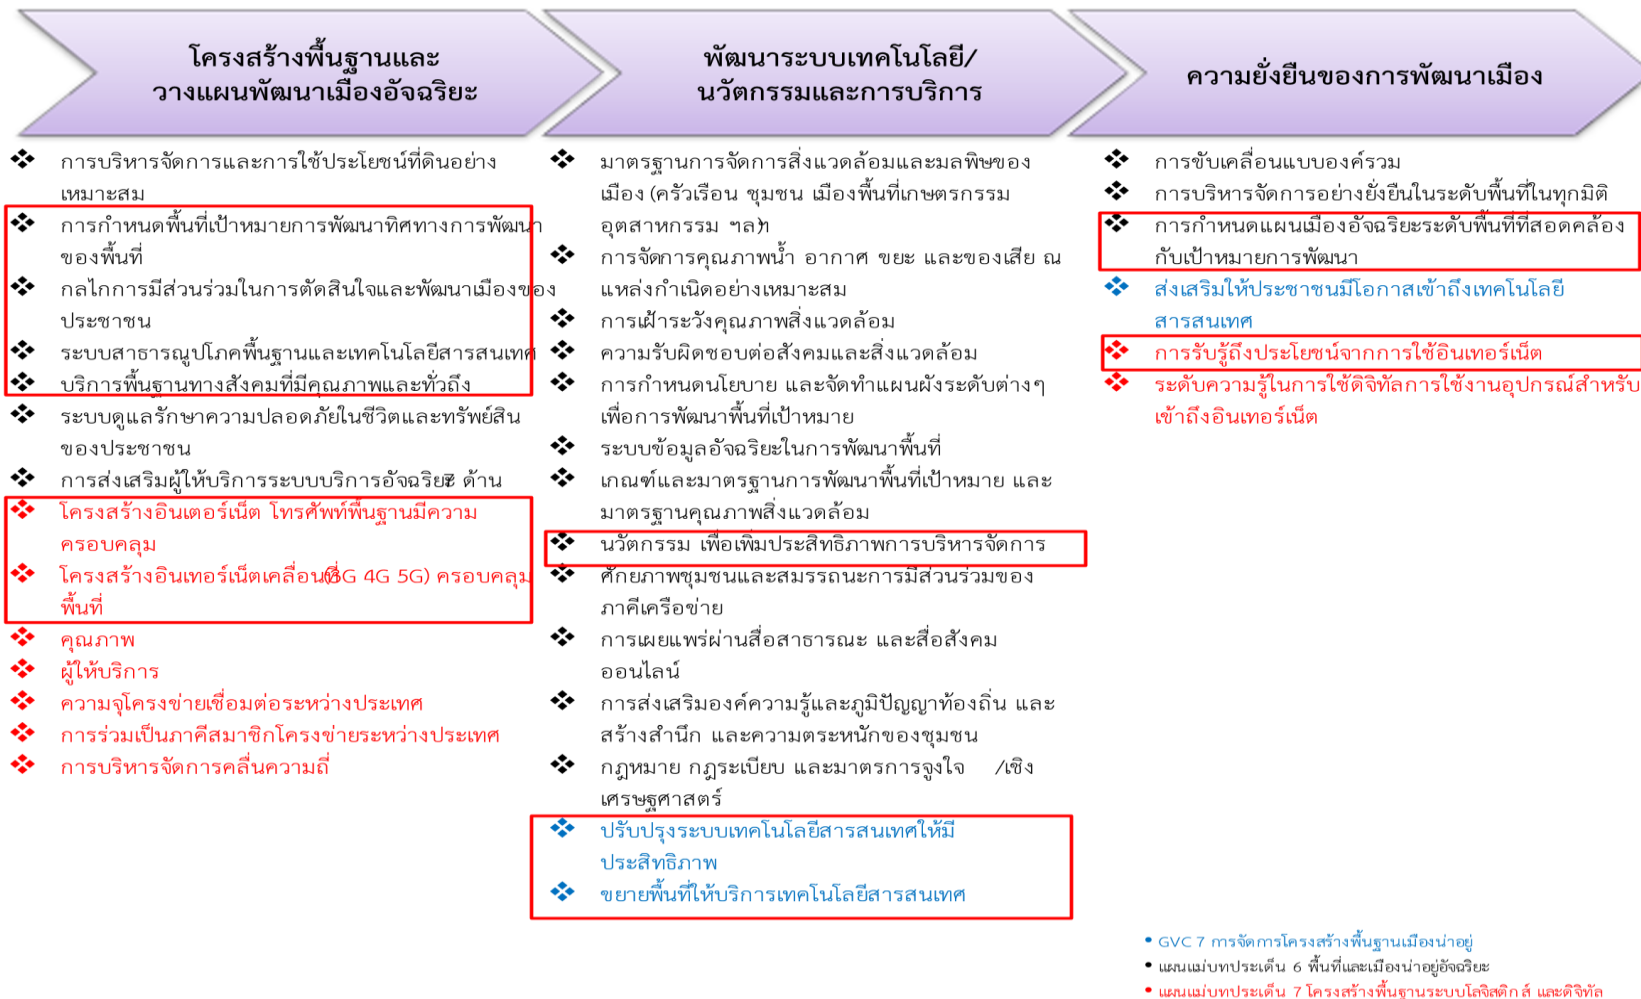 โครงสร้างพื้นฐานและ
วางแผนพัฒนาเมืองอัจฉริยะ
พัฒนาระบบเทคโนโลยี/
นวัตกรรมและการบริการ
ความยั่งยืนของการพัฒนาเมือง
การบริหารจัดการและการใช้ประโยชน์ที่ดินอย่าง
เหมาะสม
การกำหนดพื้นที่เป้าหมายการพัฒนาทิศทางการพัฒนา
ของพื้นที่
กลไกการมีส่วนร่วมในการตัดสินใจและพัฒนาเมืองของ
ประชาชน
ระบบสาธารณูปโภคพื้นฐานและเทคโนโลยีสารสนเทศ
บริการพื้นฐานทางสังคมที่มีคุณภาพและทั่วถึง
ระบบดูแลรักษาความปลอดภัยในชีวิตและทรัพย์สิน
ของประชาชน
การส่งเสริมผู้ให้บริการระบบบริการอัจฉริยะ 7 ด้าน
โครงสร้างอินเตอร์เน็ต โทรศัพท์พื้นฐานมีความ
ครอบคลุม
โครงสร้างอินเทอร์เน็ตเคลื่อนที่ (3G 4G 5G) ครอบคลุม
พื้นที่
คุณภาพ
ผู้ให้บริการ
ความจุโครงข่ายเชื่อมต่อระหว่างประเทศ
การร่วมเป็นภาคีสมาชิกโครงข่ายระหว่างประเทศ
การบริหารจัดการคลื่นความถี่
มาตรฐานการจัดการสิ่งแวดล้อมและมลพิษของ
เมือง (ครัวเรือน ชุมชน เมืองพื้นที่เกษตรกรรม
อุตสาหกรรม ฯลฯ)
การจัดการคุณภาพน้ำ อากาศ ขยะ และของเสีย ณ
แหล่งกำเนิดอย่างเหมาะสม
การเฝ้าระวังคุณภาพสิ่งแวดล้อม
ความรับผิดชอบต่อสังคมและสิ่งแวดล้อม
การกำหนดนโยบาย และจัดทำแผนผังระดับต่างๆ
เพื่อการพัฒนาพื้นที่เป้าหมาย
ระบบข้อมูลอัจฉริยะในการพัฒนาพื้นที่
เกณฑ์และมาตรฐานการพัฒนาพื้นที่เป้าหมาย และ
มาตรฐานคุณภาพสิ่งแวดล้อม
นวัตกรรม เพื่อเพิ่มประสิทธิภาพการบริหารจัดการ
ศักยภาพชุมชนและสมรรถนะการมีส่วนร่วมของ
ภาคีเครือข่าย
การเผยแพร่ผ่านสื่อสาธารณะ และสื่อสังคม
ออนไลน์
การส่งเสริมองค์ความรู้และภูมิปัญญาท้องถิ่น และ
สร้างสำนึก และความตระหนักของชุมชน
กฎหมาย กฎระเบียบ และมาตรการจูงใจ /เชิง
เศรษฐศาสตร์
ปรับปรุงระบบเทคโนโลยีสารสนเทศให้มี
ประสิทธิภาพ
ขยายพื้นที่ให้บริการเทคโนโลยีสารสนเทศ
การขับเคลื่อนแบบองค์รวม
การบริหารจัดการอย่างยั่งยืนในระดับพื้นที่ในทุกมิติ
การกำหนดแผนเมืองอัจฉริยะระดับพื้นที่ที่สอดคล้อง
กับเป้าหมายการพัฒนา
ส่งเสริมให้ประชาชนมีโอกาสเข้าถึงเทคโนโลยี
สารสนเทศ
การรับรู้ถึงประโยชน์จากการใช้อินเทอร์เน็ต
ระดับความรู้ในการใช้ดิจิทัลการใช้งานอุปกรณ์สำหรับ
เข้าถึงอินเทอร์เน็ต
GVC 7 การจัดการโครงสร้างพื้นฐานเมืองน่าอยู่
แผนแม่บทประเด็น 6 พื้นที่และเมืองน่าอยู่อัจฉริยะ
แผนแม่บทประเด็น 7 โครงสร้างพื้นฐานระบบโลจิสติกส์ และดิจิทัล